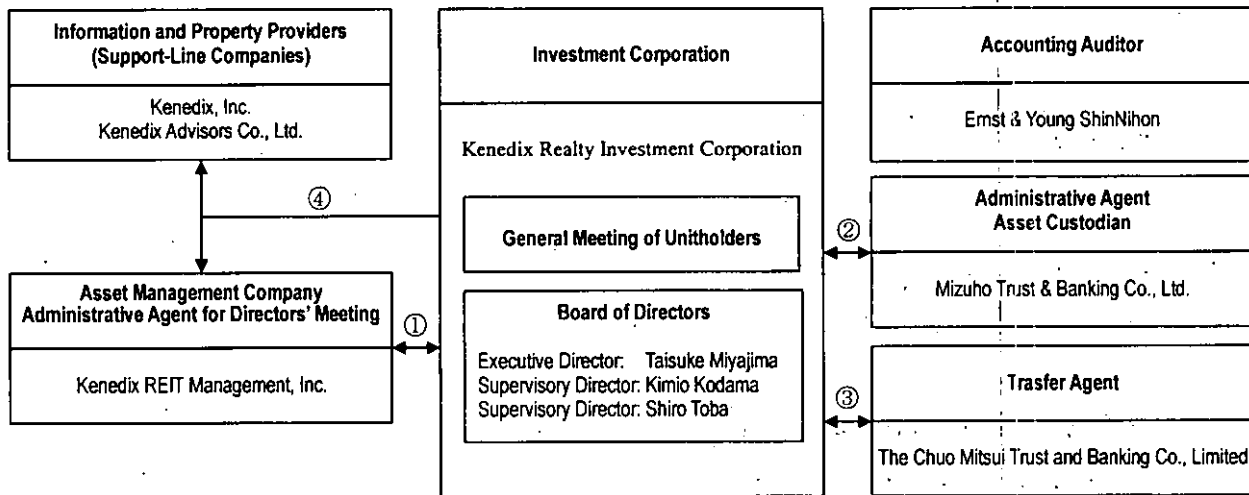 Information and Property Providers
(Support-Line Companies)
Kenedix, Inc.
Kenedix Advisors Co., Ltd.
④
Asset Management Company
Administrative Agent for Directors' Meeting
Kenedix REIT Management, Inc.
①
Investment Corporation
Kenedix Realty Investment Corporation
General Meeting of Unitholders
Board of Directors
Executive Director: Taisuke Miyajima
Supervisory Director: Kimio Kodama
Supervisory Director: Shiro Toba
Accounting Auditor
Ernst & Young ShinNihon
②
Administrative Agent
Asset Custodian
Mizuho Trust & Banking Co., Ltd.
③
Trasfer Agent
The Chuo Mitsui Trust and Banking Co., Limited